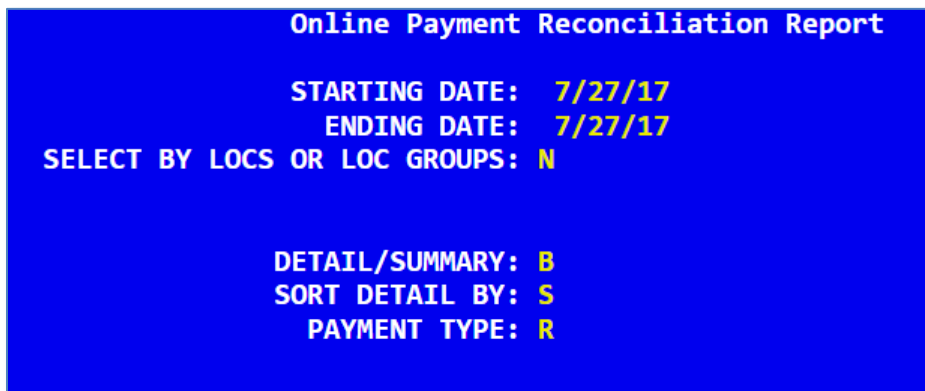 Online Payment Reconciliation Report
STARTING DATE: 7/27/17
ENDING DATE: 7/27/17
SELECT BY LOCS OR LOC GROUPS: N
DETAIL/SUMMARY: B
SORT DETAIL BY: S
PAYMENT TYPE: R